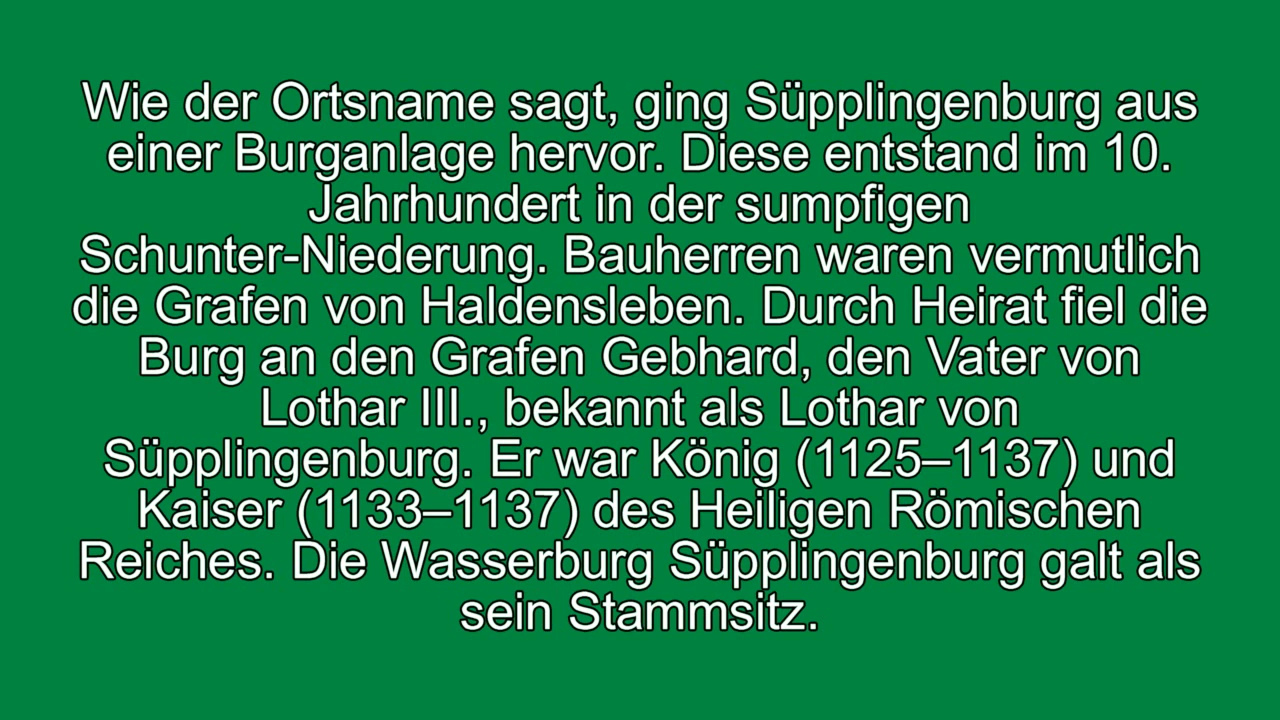 Wie der Ortsname sagt, ging Süpplingenburg aus
einer Burganlage hervor. Diese entstand im 10.
Jahrhundert in der sumpfigen
Schunter-Niederung. Bauherren waren vermutlich
die Grafen von Haldensleben. Durch Heirat fiel die
Burg an den Grafen Gebhard, den Vater von
Lothar III., bekannt als Lothar von
Süpplingenburg. Er war König (1125–1137) und
Kaiser (1133–1137) des Heiligen Römischen
Reiches. Die Wasserburg Süpplingenburg galt als
sein Stammsitz.